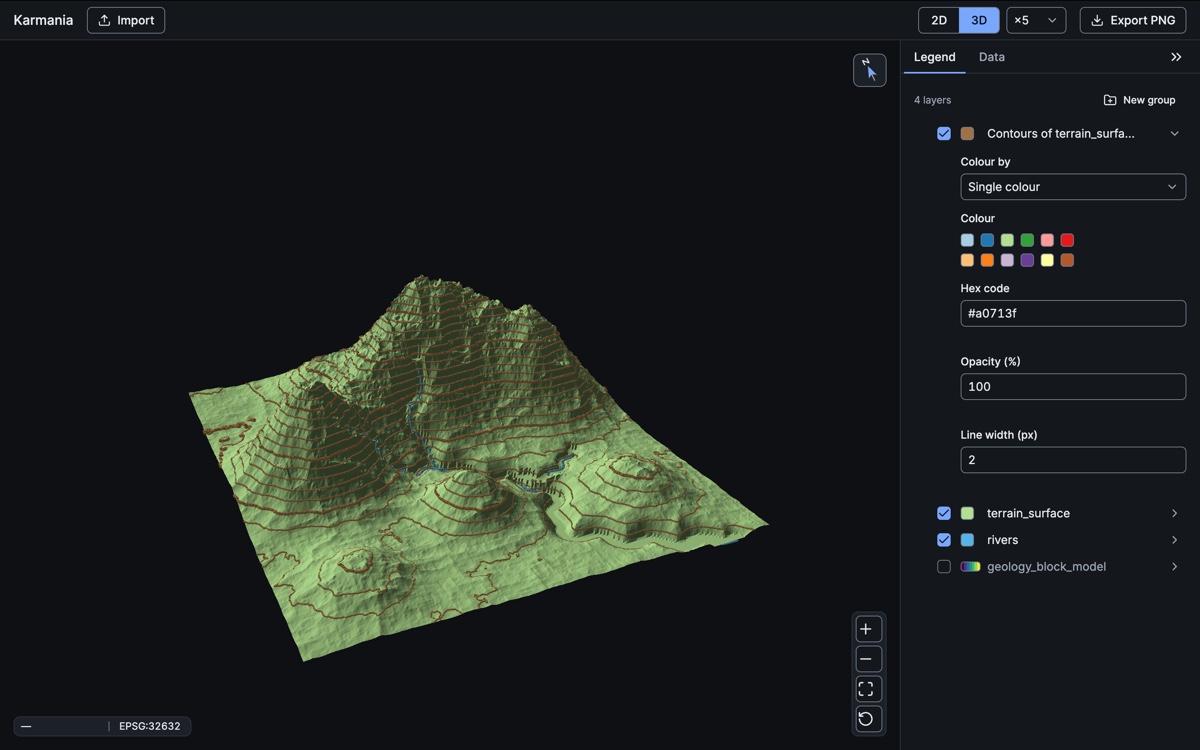 Karmania
Import
2D
3D
×5
Export PNG
N
Legend
Data
4 layers
New group
Contours of terrain_surfa...
Colour by
Single colour
Colour
Hex code
#a0713f
Opacity (%)
100
Line width (px)
2
terrain_surface
rivers
geology_block_model
— | EPSG:32632